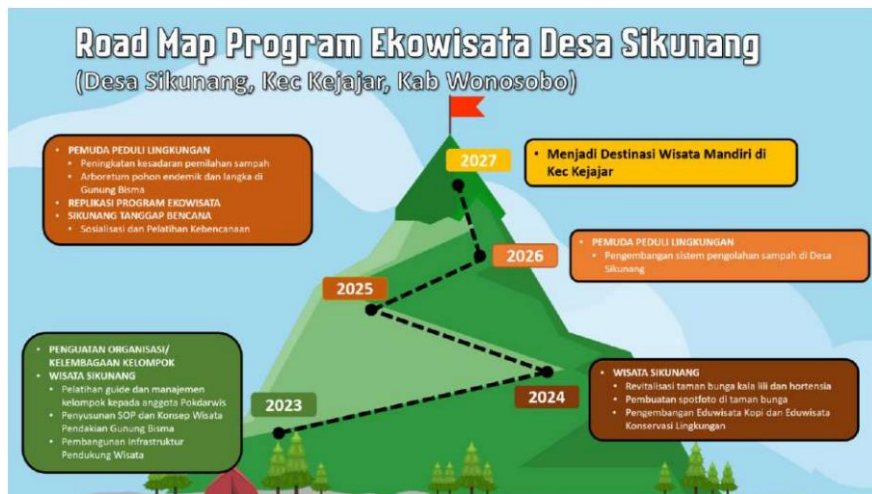 Road Map Program Ekowisata Desa Sikunang
(Desa Sikunang, Kec Kejajar, Kab Wonosobo)
PEMUDA PEDULI LINGKUNGAN
Peningkatan kesadaran pemilahan sampah
Arboretum pohon endemik dan langka di
Gunung Bisma
REPLIKASI PROGRAM EKOWISATA
SIKUNANG TANGGAP BENCANA
Sosialisasi dan Pelatihan Kebencanaan
2027
Menjadi Destinasi Wisata Mandiri di
Kec Kejajar
2026
PEMUDA PEDULI LINGKUNGAN
Pengembangan sistem pengolahan sampah di Desa
Sikunang
2025
PENGUATAN ORGANISASI/
KELEMBAGAAN KELOMPOK
WISATA SIKUNANG
Pelatihan guide dan manajemen
kelompok kepada anggota Pokdarwis
Penyusunan SOP dan Konsep Wisata
Pendakian Gunung Bisma
Pembangunan Infrastruktur
Pendukung Wisata
2023
2024
WISATA SIKUNANG
Revitalisasi taman bunga kala lili dan hortensia
Pembuatan spotfoto di taman bunga
Pengembangan Eduwisata Kopi dan Eduwisata
Konservasi Lingkungan